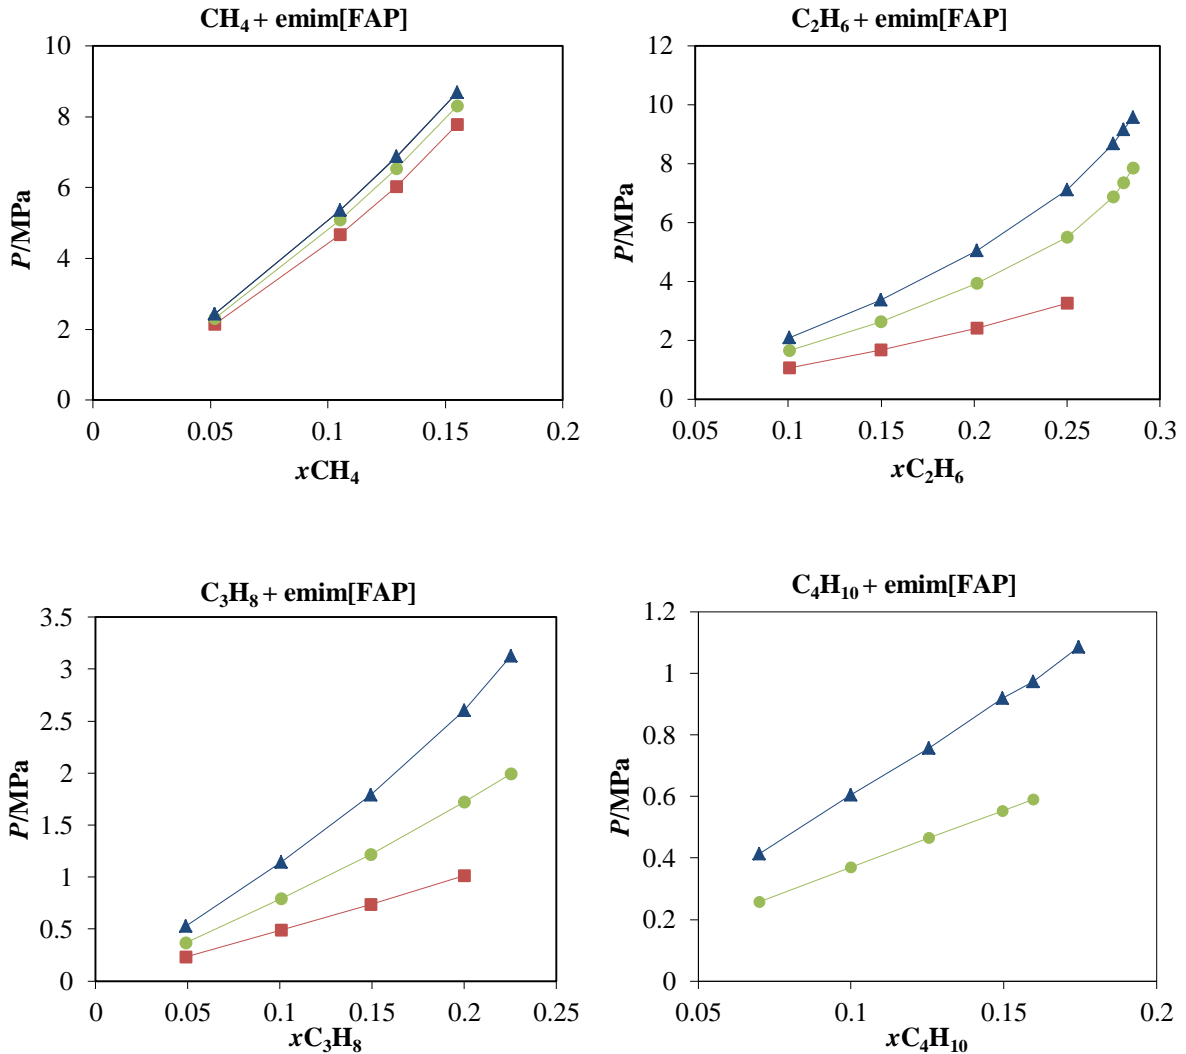 CH₄ + emim[FAP]
10
8
6
4
2
0
P/MPa
0 0.05 0.1 0.15 0.2
xCH₄
C₂H₆ + emim[FAP]
12
10
8
6
4
2
0
P/MPa
0.05 0.1 0.15 0.2 0.25 0.3
xC₂H₆
C₃H₈ + emim[FAP]
3.5
3
2.5
2
1.5
1
0.5
0
P/MPa
0 0.05 0.1 0.15 0.2 0.25
xC₃H₈
C₄H₁₀ + emim[FAP]
1.2
1
0.8
0.6
0.4
0.2
0
P/MPa
0.05 0.1 0.15 0.2
xC₄H₁₀